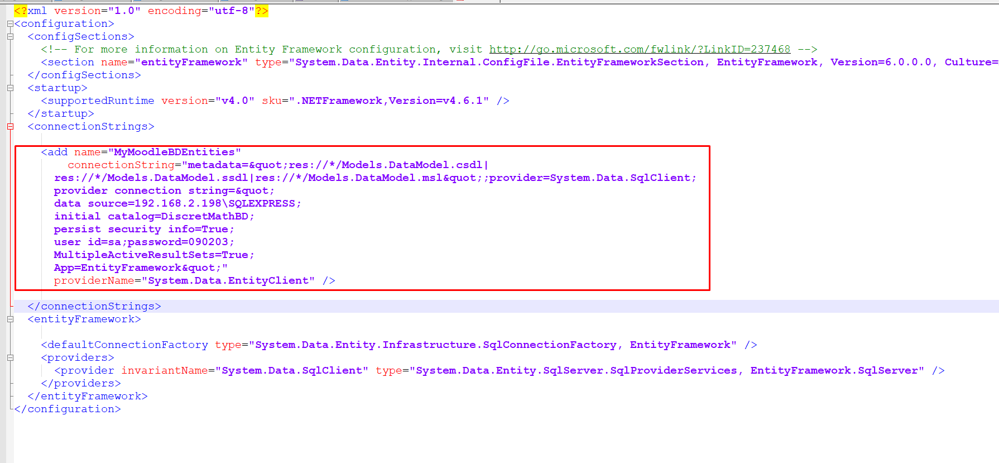 <?xml version="1.0" encoding="utf-8"?>
<configuration>
<configSections>
<!-- For more information on Entity Framework configuration, visit http://go.microsoft.com/fwlink/?LinkID=237468 -->
<section name="entityFramework" type="System.Data.Entity.Internal.ConfigFile.EntityFrameworkSection, EntityFramework, Version=6.0.0.0, Culture=
</configSections>
<startup>
<supportedRuntime version="v4.0" sku=".NETFramework,Version=v4.6.1" />
</startup>
<connectionStrings>
<add name="MyMoodleBDEntities"
connectionString="metadata=&quot;res://*/Models.DataModel.csdl|
res://*/Models.DataModel.ssdl|res://*/Models.DataModel.msl&quot;;provider=System.Data.SqlClient;
provider connection string=&quot;
data source=192.168.2.198\SQLEXPRESS;
initial catalog=DiscretMathBD;
persist security info=True;
user id=sa;password=090203;
MultipleActiveResultSets=True;
App=EntityFramework&quot;"
providerName="System.Data.EntityClient" />
</connectionStrings>
<entityFramework>
<defaultConnectionFactory type="System.Data.Entity.Infrastructure.SqlConnectionFactory, EntityFramework" />
<providers>
<provider invariantName="System.Data.SqlClient" type="System.Data.Entity.SqlServer.SqlProviderServices, EntityFramework.SqlServer" />
</providers>
</entityFramework>
</configuration>